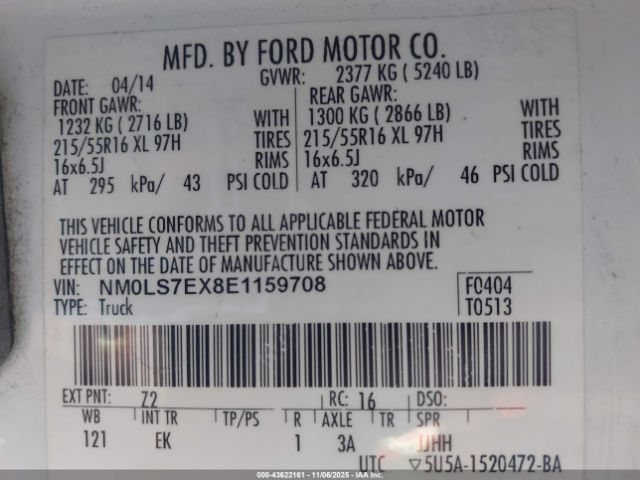 MFD. BY FORD MOTOR CO.
DATE: 04/14 GVWR: 2377 KG ( 5240 LB)
FRONT GAWR: REAR GAWR:
1232 KG ( 2716 LB) WITH 1300 KG ( 2866 LB) WITH
215/55R16 XL 97H TIRES 215/55R16 XL 97H TIRES
16x6.5J RIMS 16x6.5J RIMS
AT 295 kPa/ 43 PSI COLD AT 320 kPa/ 46 PSI COLD
THIS VEHICLE CONFORMS TO ALL APPLICABLE FEDERAL MOTOR
VEHICLE SAFETY AND THEFT PREVENTION STANDARDS IN
EFFECT ON THE DATE OF MANUFACTURE SHOWN ABOVE.
VIN: NM0LS7EX8E1159708 F0404
TYPE: Truck T0513
EXT PNT: Z2 RC: 16 DSO:
WB INT TR TP/PS R AXLE TR SPR
121 EK 1 3A JJHH
UTC ▽5U5A-1520472-BA
000-43622161 - 11/06/2025 - IAA Inc.